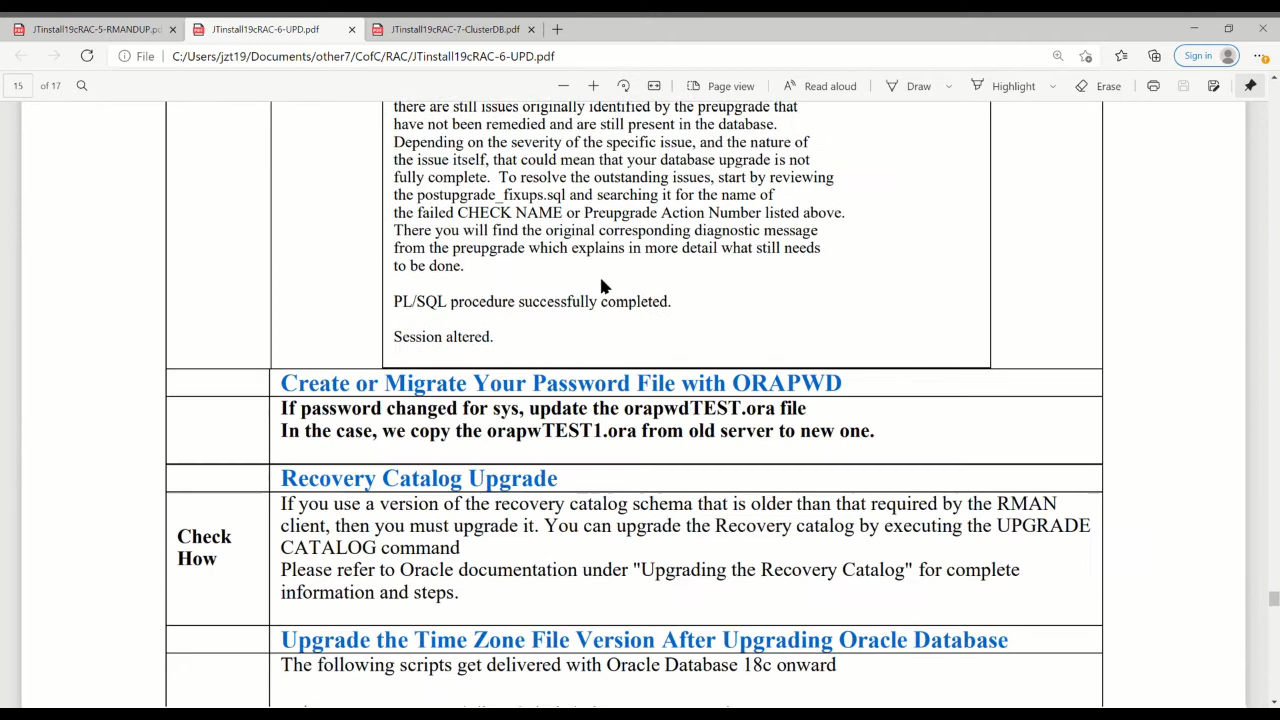 JTinstall19cRAC-5-RMANDUP.pd
JTinstall19cRAC-6-UPD.pdf
JTinstall19cRAC-7-ClusterDB.pdf
File
C:/Users/jzt19/Documents/other7/CofC/RAC/JTinstall19cRAC-6-UPD.pdf
Sign in
15 of 17
Page view
Read aloud
Draw
Highlight
Erase
there are still issues originally identified by the preupgrade that
have not been remedied and are still present in the database.
Depending on the severity of the specific issue, and the nature of
the issue itself, that could mean that your database upgrade is not
fully complete. To resolve the outstanding issues, start by reviewing
the postupgrade_fixups.sql and searching it for the name of
the failed CHECK NAME or Preupgrade Action Number listed above.
There you will find the original corresponding diagnostic message
from the preupgrade which explains in more detail what still needs
to be done.
PL/SQL procedure successfully completed.
Session altered.
Create or Migrate Your Password File with ORAPWD
If password changed for sys, update the orapwdTEST.ora file
In the case, we copy the orapwTEST1.ora from old server to new one.
Recovery Catalog Upgrade
Check
How
If you use a version of the recovery catalog schema that is older than that required by the RMAN
client, then you must upgrade it. You can upgrade the Recovery catalog by executing the UPGRADE
CATALOG command
Please refer to Oracle documentation under "Upgrading the Recovery Catalog" for complete
information and steps.
Upgrade the Time Zone File Version After Upgrading Oracle Database
The following scripts get delivered with Oracle Database 18c onward